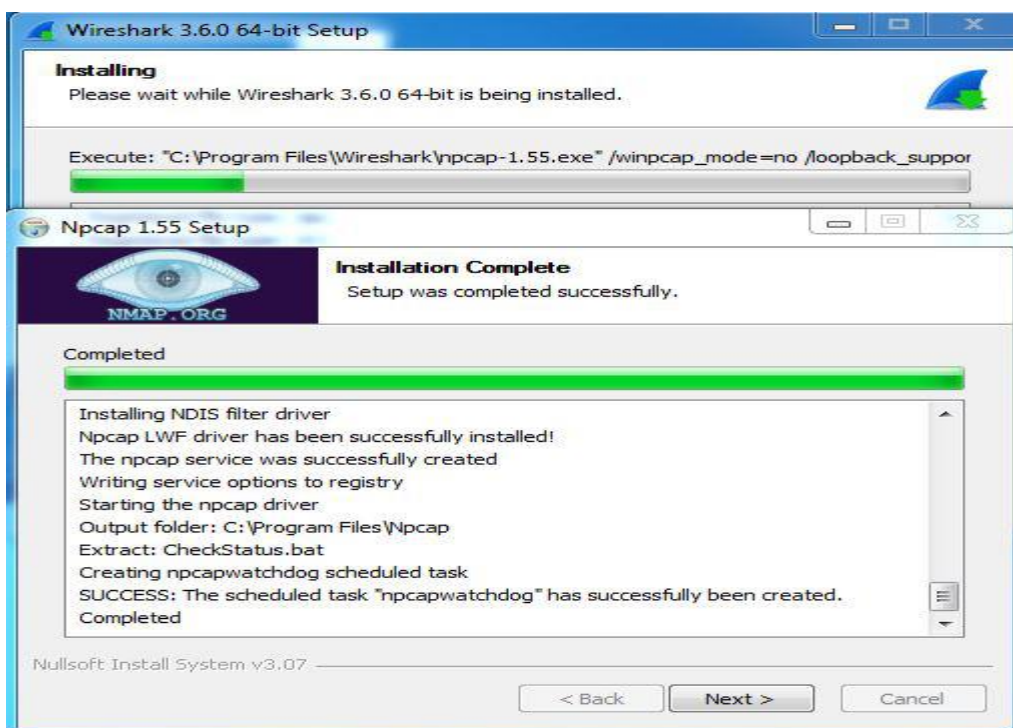 Wireshark 3.6.0 64-bit Setup
Installing
Please wait while Wireshark 3.6.0 64-bit is being installed.
Execute: "C:\Program Files\Wireshark\npcap-1.55.exe" /winpcap_mode=no /loopback_suppor
Npcap 1.55 Setup
NMAP.ORG
Installation Complete
Setup was completed successfully.
Completed
Installing NDIS filter driver
Npcap LWF driver has been successfully installed!
The npcap service was successfully created
Writing service options to registry
Starting the npcap driver
Output folder: C:\Program Files\Npcap
Extract: CheckStatus.bat
Creating npcapwatchdog scheduled task
SUCCESS: The scheduled task "npcapwatchdog" has successfully been created.
Completed
Nullsoft Install System v3.07
< Back Next > Cancel